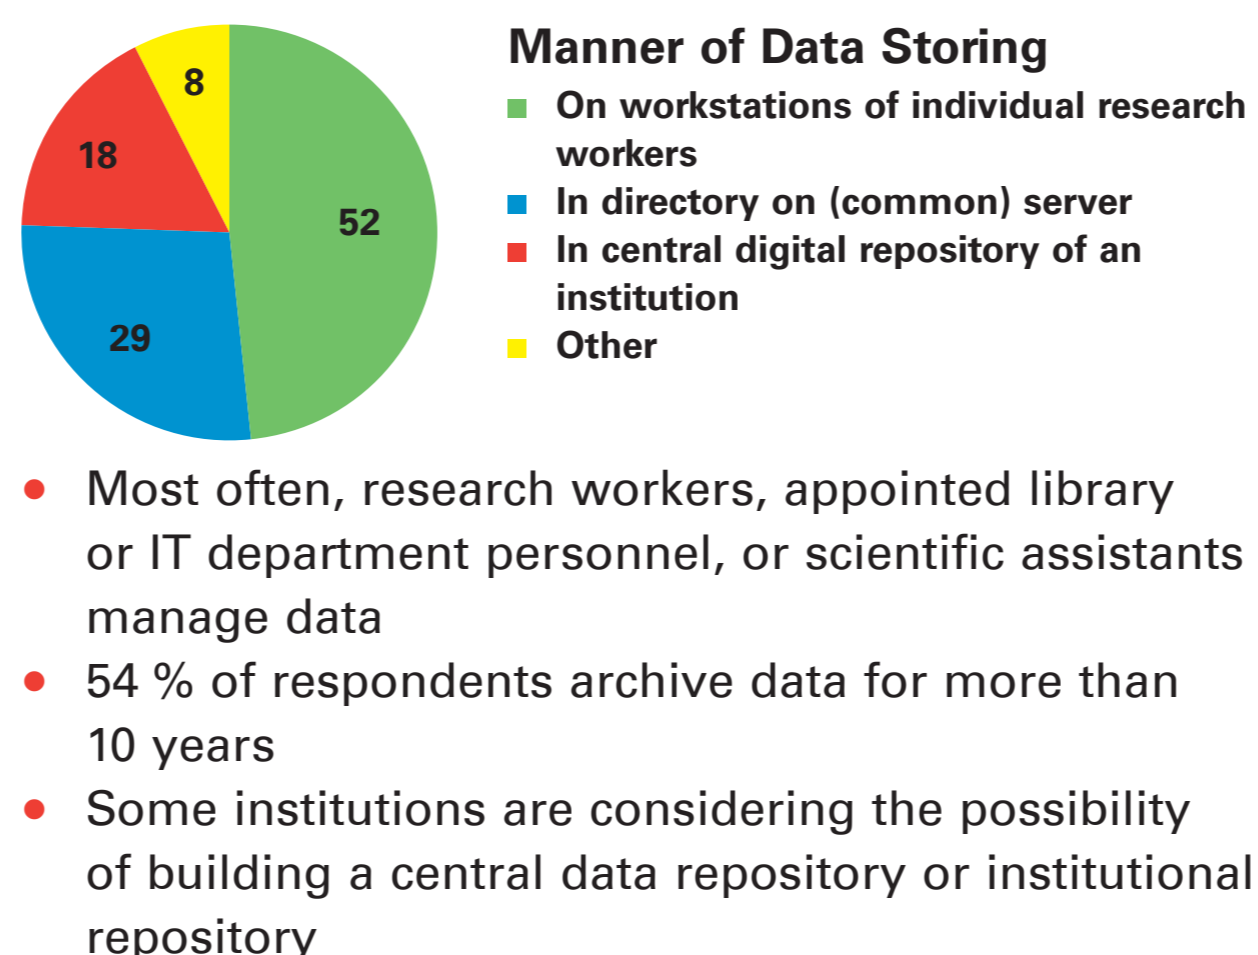 8
18
52
29
Manner of Data Storing
On workstations of individual research
workers
In directory on (common) server
In central digital repository of an
institution
Other
• Most often, research workers, appointed library
or IT department personnel, or scientific assistants
manage data
• 54 % of respondents archive data for more than
10 years
• Some institutions are considering the possibility
of building a central data repository or institutional
repository